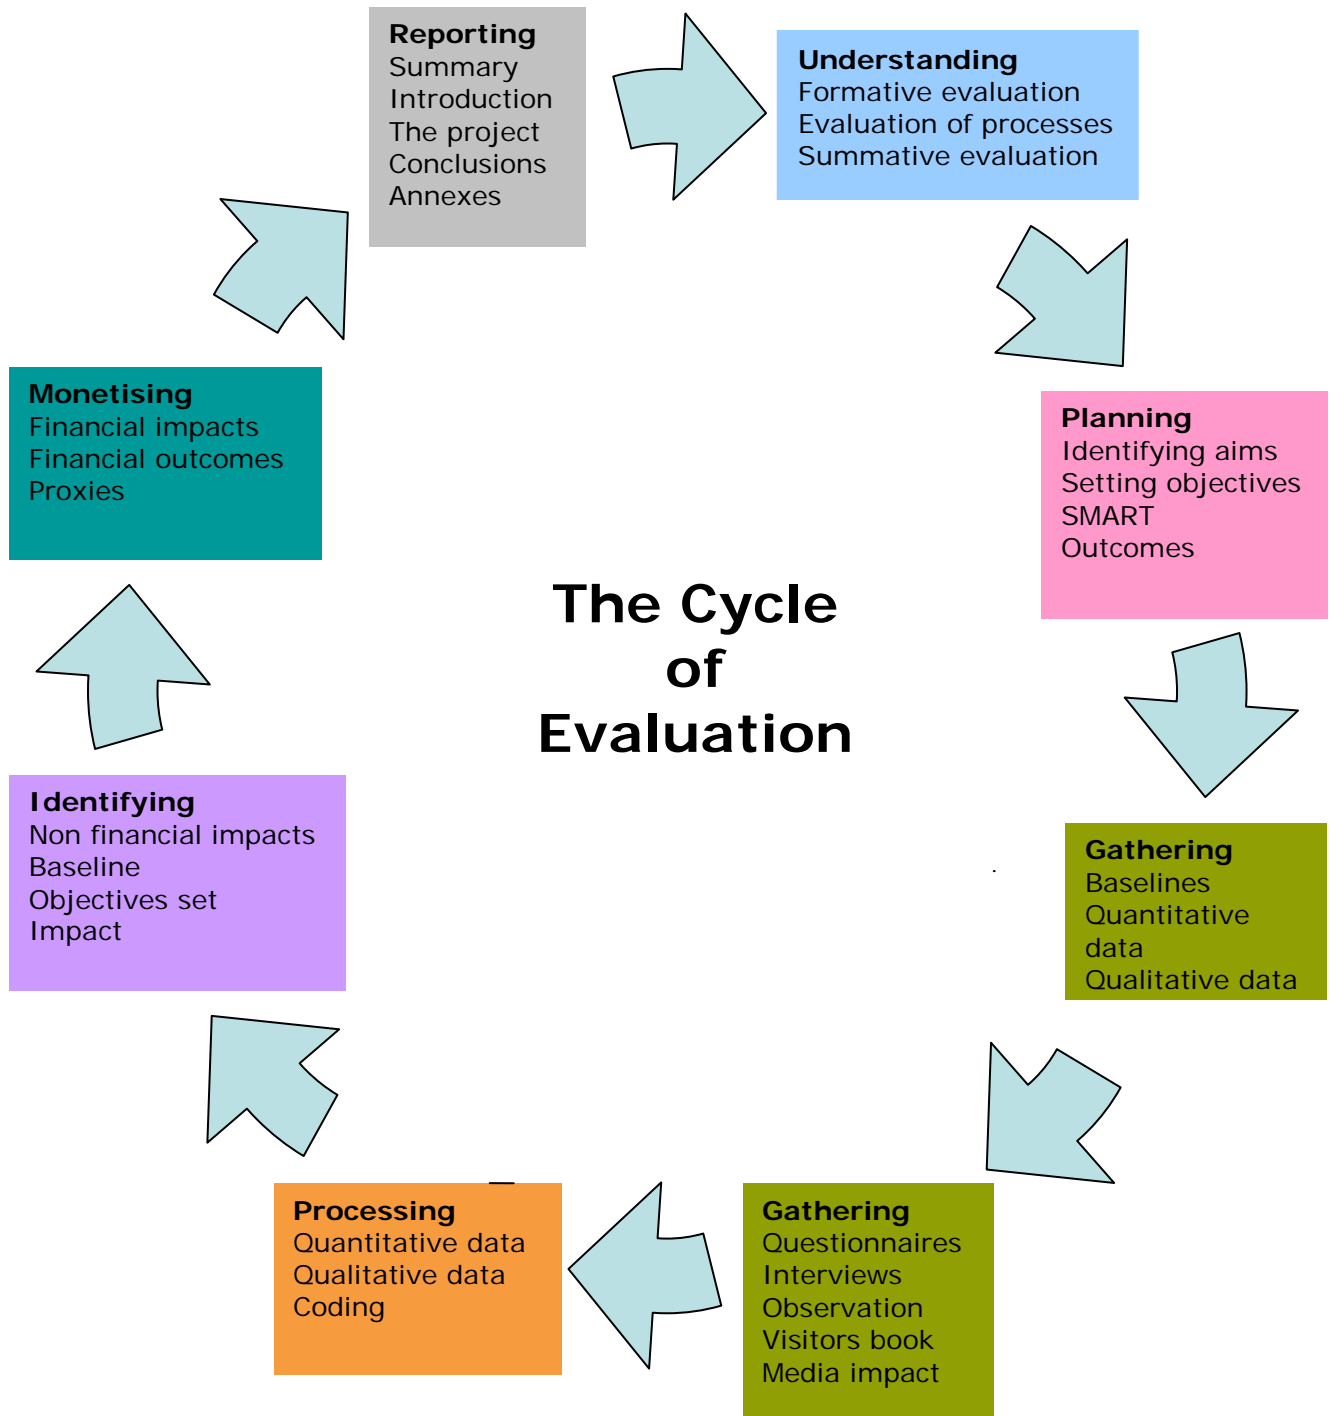 Reporting
Summary
Introduction
The project
Conclusions
Annexes
Understanding
Formative evaluation
Evaluation of processes
Summative evaluation
Planning
Identifying aims
Setting objectives
SMART
Outcomes
Gathering
Baselines
Quantitative
data
Qualitative data
Gathering
Questionnaires
Interviews
Observation
Visitors book
Media impact
Processing
Quantitative data
Qualitative data
Coding
Identifying
Non financial impacts
Baseline
Objectives set
Impact
Monetising
Financial impacts
Financial outcomes
Proxies
The Cycle
of
Evaluation